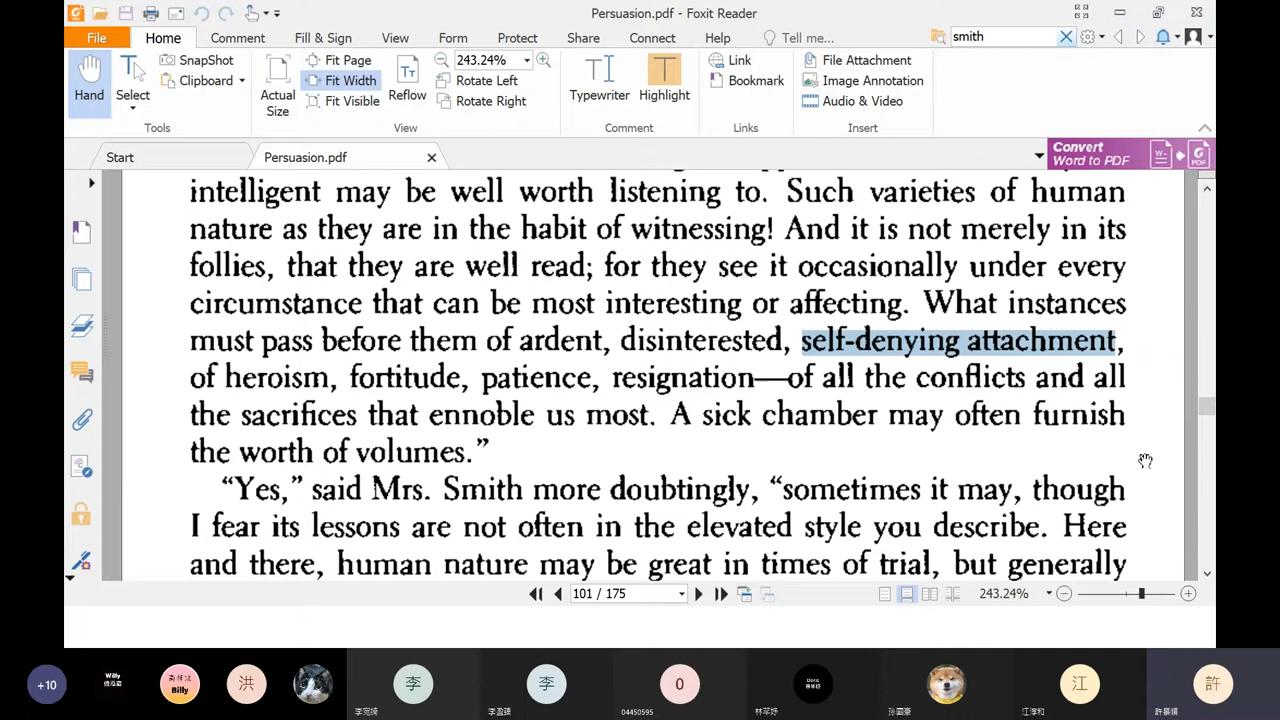 Persuasion.pdf - Foxit Reader
File Home Comment Fill & Sign View Form Protect Share Connect Help Tell me... smith
SnapShot Fit Page 243.24% Link File Attachment
Clipboard Fit Width Rotate Left Bookmark Image Annotation
Hand Select Actual Size Fit Visible Reflow Rotate Right Typewriter Highlight Audio & Video
Tools View Comment Links Insert
Start Persuasion.pdf Convert
Word to PDF
intelligent may be well worth listening to. Such varieties of human
nature as they are in the habit of witnessing! And it is not merely in its
follies, that they are well read; for they see it occasionally under every
circumstance that can be most interesting or affecting. What instances
must pass before them of ardent, disinterested, self-denying attachment,
of heroism, fortitude, patience, resignation—of all the conflicts and all
the sacrifices that ennoble us most. A sick chamber may often furnish
the worth of volumes.”
“Yes,” said Mrs. Smith more doubtingly, “sometimes it may, though
I fear its lessons are not often in the elevated style you describe. Here
and there, human nature may be great in times of trial, but generally
101 / 175 243.24%
+10 Willy Billy 洪 李 李 0 Doris 江 許
04450595 江淳和